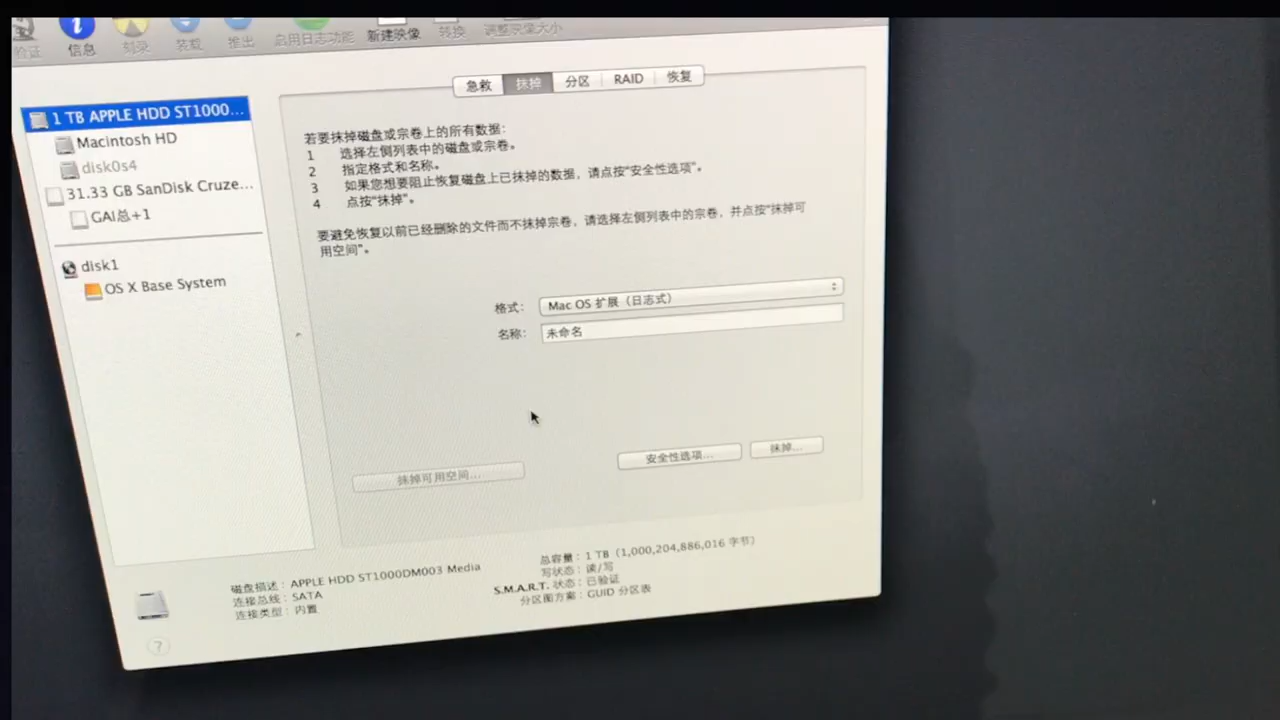 验证
信息
刻录
装载
推出
启用日志功能
新建映像
转换
调整映像大小
急救
抹掉
分区
RAID
恢复
1 TB APPLE HDD ST1000...
Macintosh HD
disk0s4
31.33 GB SanDisk Cruze...
GAI总+1
disk1
OS X Base System
若要抹掉磁盘或宗卷上的所有数据：
1 选择左侧列表中的磁盘或宗卷。
2 指定格式和名称。
3 如果您想要阻止恢复磁盘上已抹掉的数据，请点按“安全性选项”。
4 点按“抹掉”。
要避免恢复以前已经删除的文件而不抹掉宗卷，请选择左侧列表中的宗卷，并点按“抹掉可
用空间”。
格式： Mac OS 扩展（日志式）
名称： 未命名
抹掉可用空间...
安全性选项...
抹掉...
磁盘描述：APPLE HDD ST1000DM003 Media
连接总线：SATA
连接类型：内置
总容量：1 TB（1,000,204,886,016 字节）
写状态：读/写
S.M.A.R.T. 状态：已验证
分区图方案：GUID 分区表
?